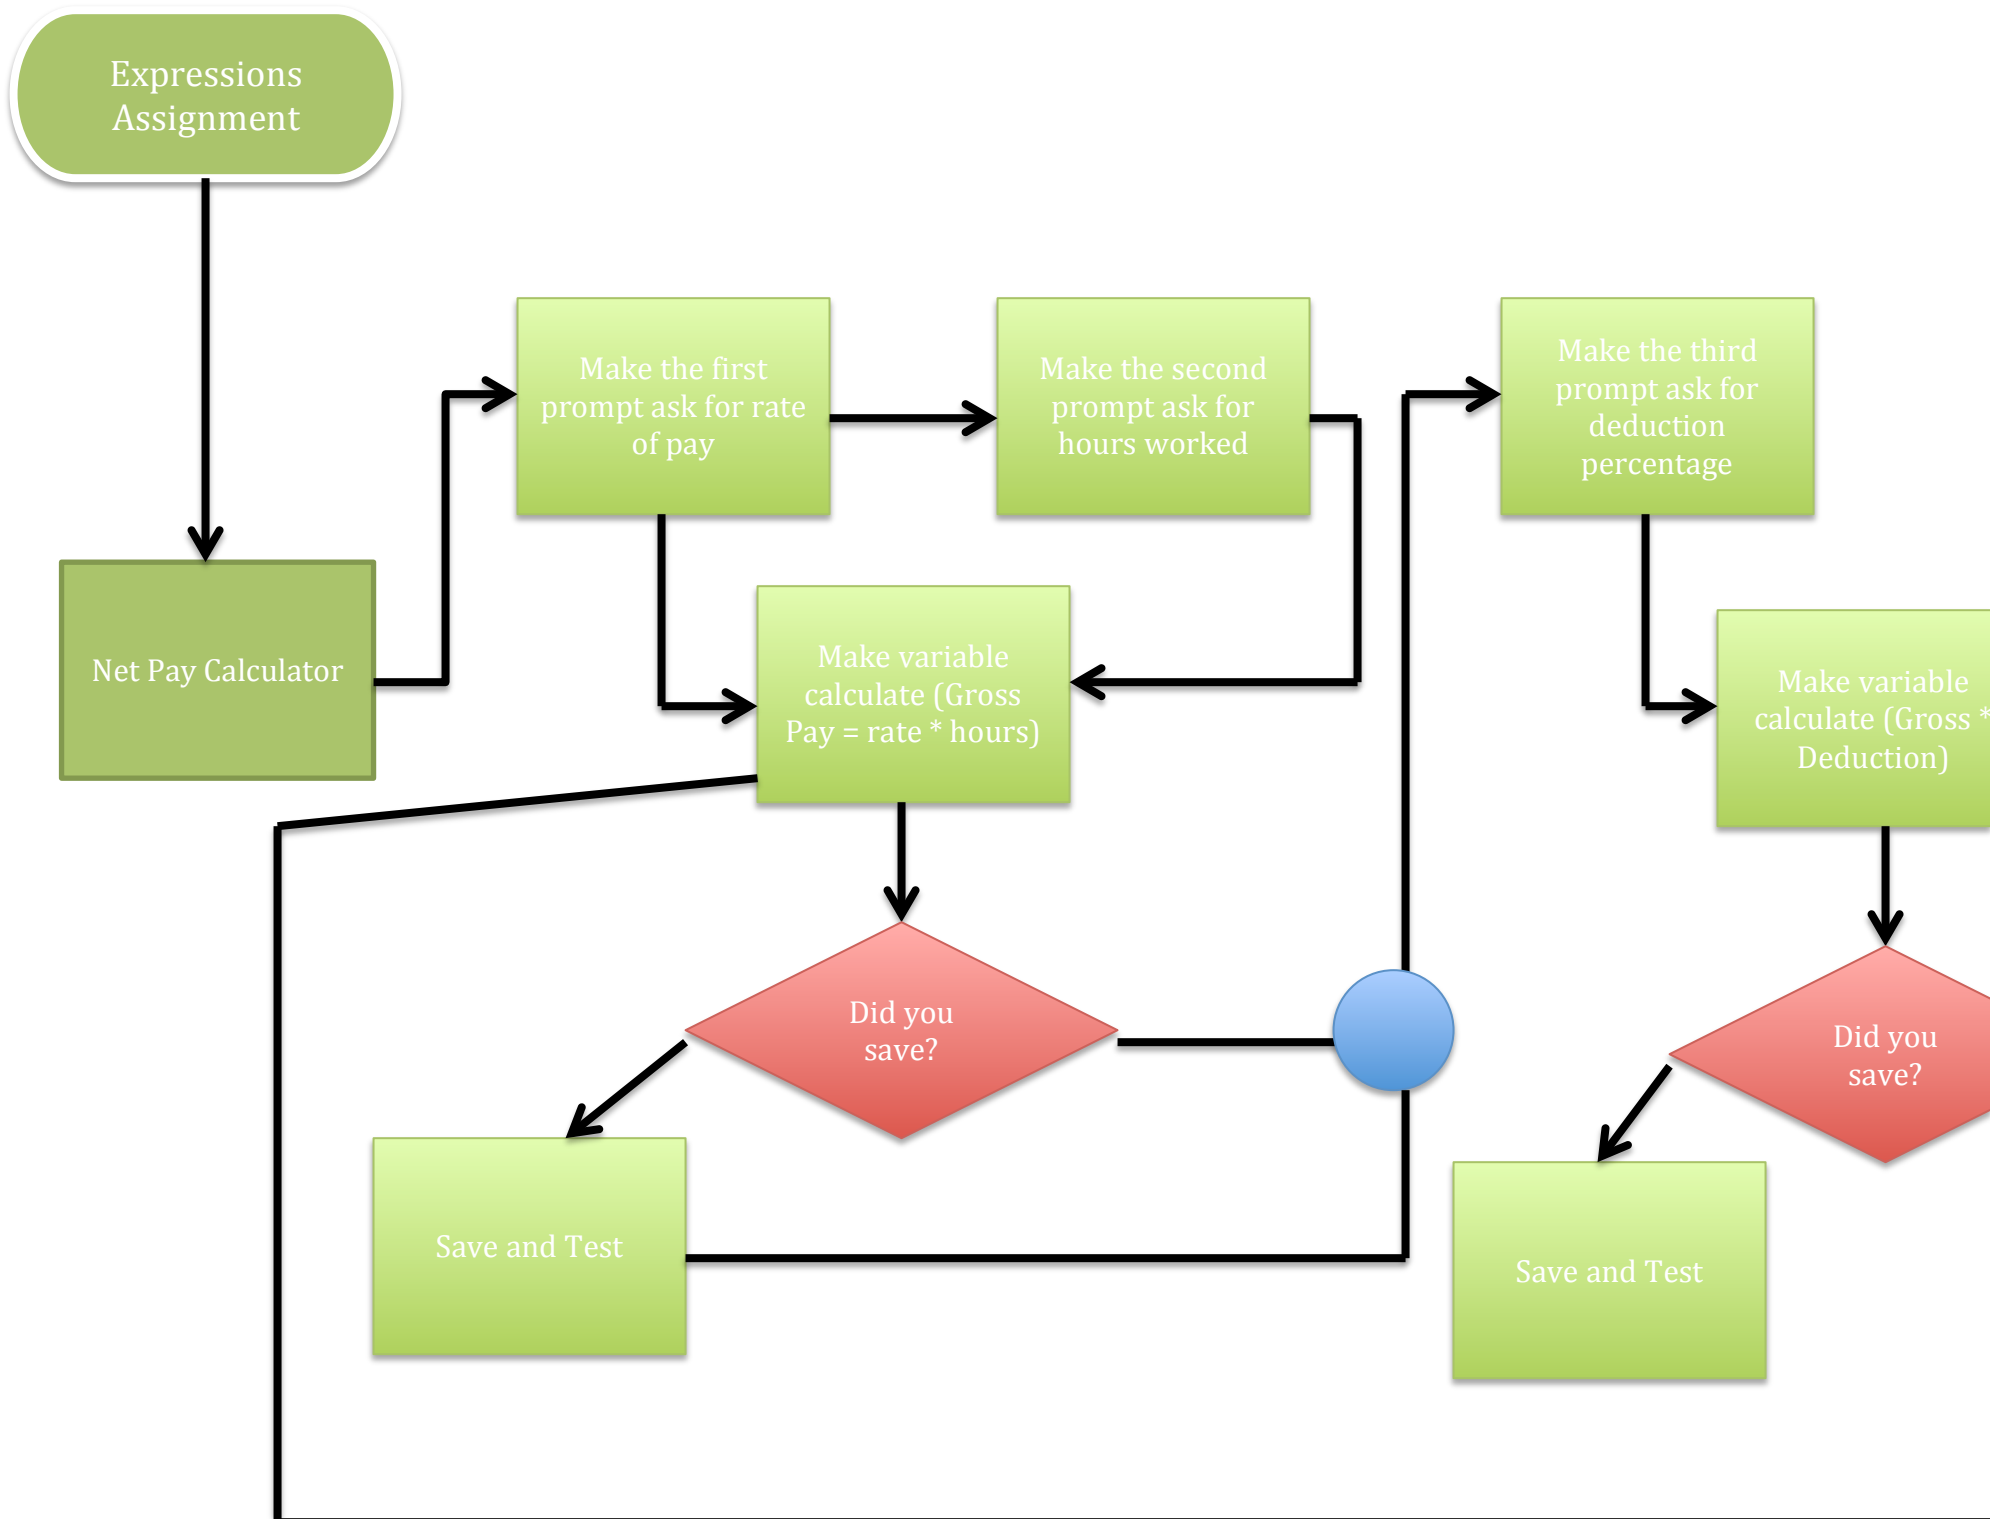 Expressions
Assignment
Net Pay Calculator
Make the first
prompt ask for rate
of pay
Make the second
prompt ask for
hours worked
Make variable
calculate (Gross
Pay = rate * hours)
Did you
save?
Save and Test
Make the third
prompt ask for
deduction
percentage
Make variable
calculate (Gross *
Deduction)
Did you
save?
Save and Test